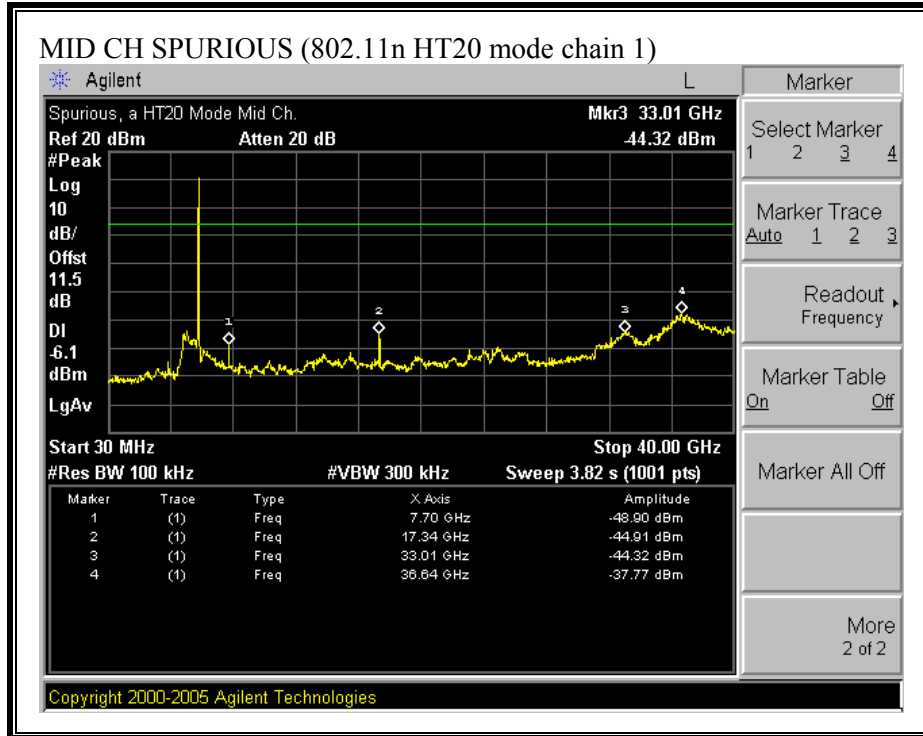 MID CH SPURIOUS (802.11n HT20 mode chain 1)
Agilent L Marker
Spurious, a HT20 Mode Mid Ch. Mkr3 33.01 GHz
Ref 20 dBm Atten 20 dB -44.32 dBm
#Peak
Log
10
dB/
Offst
11.5
dB
DI
-6.1
dBm
LgAv
1
2
3
4
Start 30 MHz Stop 40.00 GHz
#Res BW 100 kHz #VBW 300 kHz Sweep 3.82 s (1001 pts)
Marker Trace Type X Axis Amplitude
1 (1) Freq 7.70 GHz -48.90 dBm
2 (1) Freq 17.34 GHz -44.91 dBm
3 (1) Freq 33.01 GHz -44.32 dBm
4 (1) Freq 36.64 GHz -37.77 dBm
Select Marker
1 2 3 4
Marker Trace
Auto 1 2 3
Readout
Frequency
Marker Table
On Off
Marker All Off
More
2 of 2
Copyright 2000-2005 Agilent Technologies